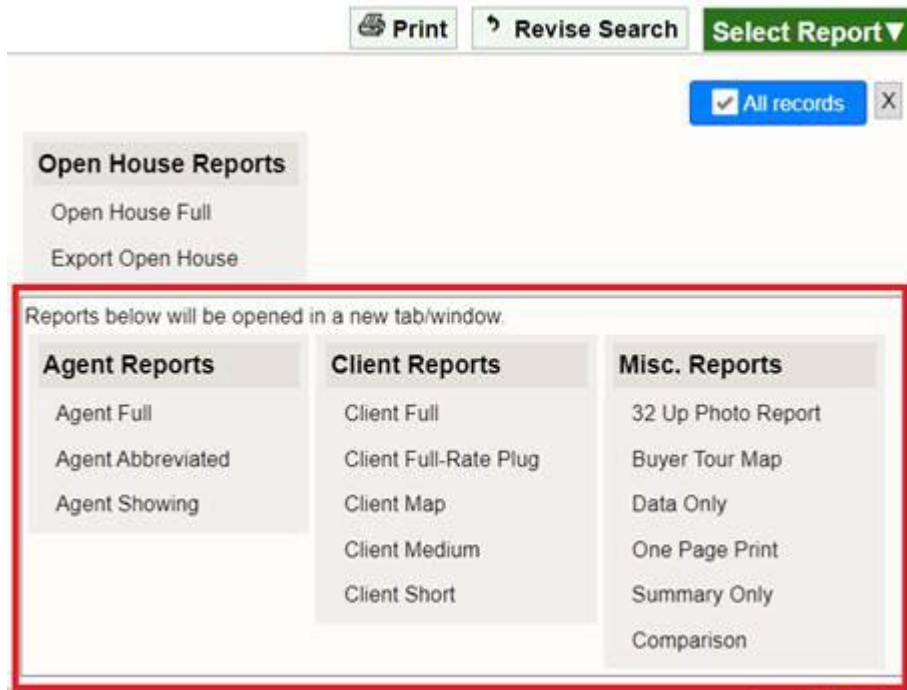 Print
Revise Search
Select Report▼
All records
X
Open House Reports
Open House Full
Export Open House
Reports below will be opened in a new tab/window.
Agent Reports
Agent Full
Agent Abbreviated
Agent Showing
Client Reports
Client Full
Client Full-Rate Plug
Client Map
Client Medium
Client Short
Misc. Reports
32 Up Photo Report
Buyer Tour Map
Data Only
One Page Print
Summary Only
Comparison